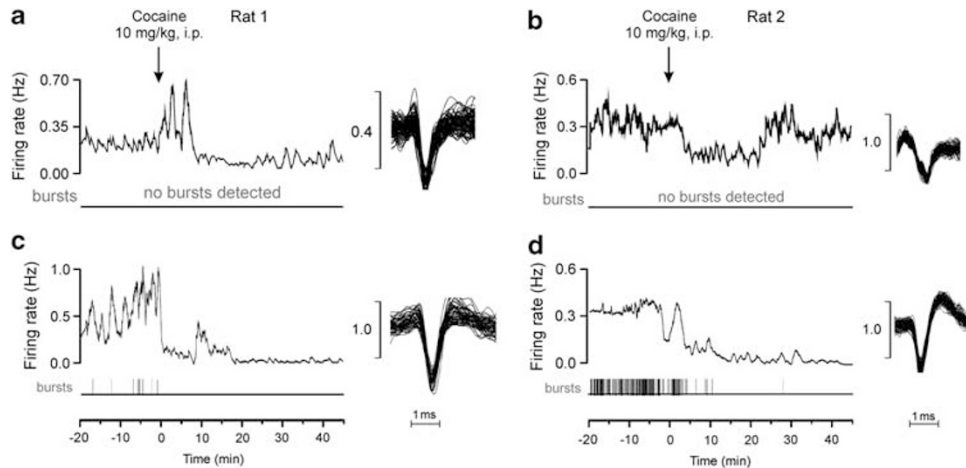 a
Cocaine
10 mg/kg, i.p.
Rat 1
Firing rate (Hz)
0.70
0.35
0.00
0.4
bursts
no bursts detected
b
Cocaine
10 mg/kg, i.p.
Rat 2
Firing rate (Hz)
0.6
0.3
0.0
1.0
bursts
no bursts detected
c
Firing rate (Hz)
1.0
0.5
0.0
1.0
bursts
-20 -10 0 10 20 30 40
Time (min)
1 ms
d
Firing rate (Hz)
0.6
0.3
0.0
1.0
bursts
-20 -10 0 10 20 30 40
Time (min)
1 ms